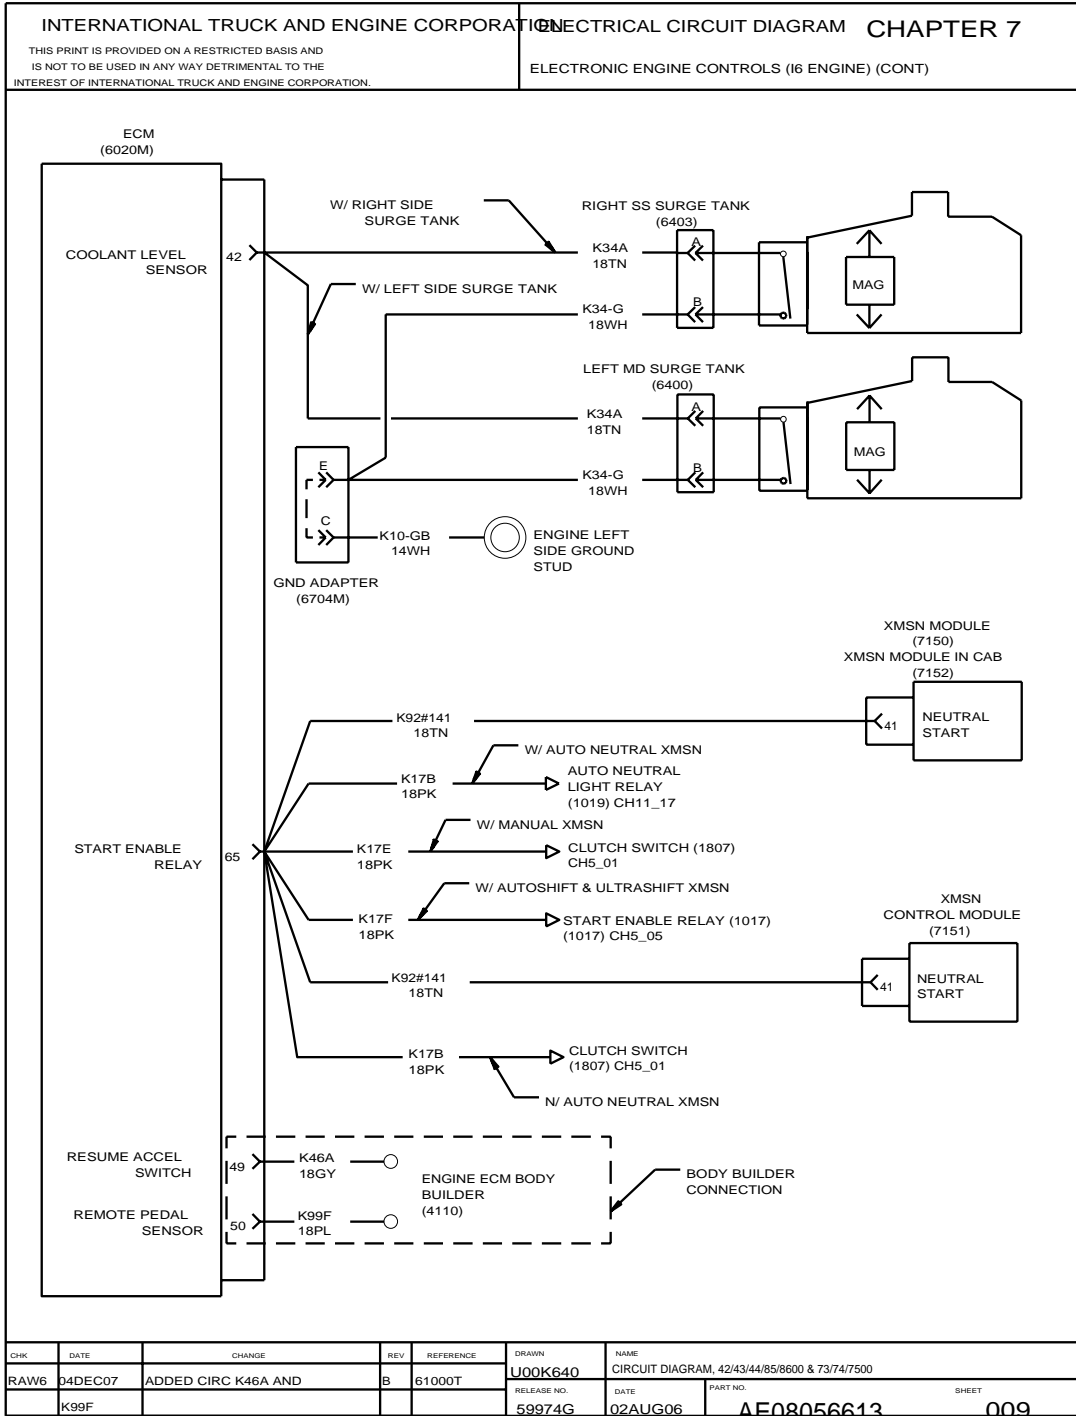 INTERNATIONAL TRUCK AND ENGINE CORPORATION
THIS PRINT IS PROVIDED ON A RESTRICTED BASIS AND
IS NOT TO BE USED IN ANY WAY DETRIMENTAL TO THE
INTEREST OF INTERNATIONAL TRUCK AND ENGINE CORPORATION.
ELECTRICAL CIRCUIT DIAGRAM CHAPTER 7
ELECTRONIC ENGINE CONTROLS (I6 ENGINE) (CONT)
ECM
(6020M)
COOLANT LEVEL
SENSOR
42
W/ RIGHT SIDE
SURGE TANK
W/ LEFT SIDE SURGE TANK
RIGHT SS SURGE TANK
(6403)
K34A
18TN
A
K34-G
18WH
B
MAG
LEFT MD SURGE TANK
(6400)
K34A
18TN
A
K34-G
18WH
B
MAG
E
C
K10-GB
14WH
ENGINE LEFT
SIDE GROUND
STUD
GND ADAPTER
(6704M)
XMSN MODULE
(7150)
XMSN MODULE IN CAB
(7152)
K92#141
18TN
41
NEUTRAL
START
W/ AUTO NEUTRAL XMSN
K17B
18PK
AUTO NEUTRAL
LIGHT RELAY
(1019) CH11_17
W/ MANUAL XMSN
START ENABLE
RELAY
65
K17E
18PK
CLUTCH SWITCH (1807)
CH5_01
W/ AUTOSHIFT & ULTRASHIFT XMSN
K17F
18PK
START ENABLE RELAY (1017)
(1017) CH5_05
XMSN
CONTROL MODULE
(7151)
K92#141
18TN
41
NEUTRAL
START
K17B
18PK
CLUTCH SWITCH
(1807) CH5_01
N/ AUTO NEUTRAL XMSN
RESUME ACCEL
SWITCH
49
K46A
18GY
REMOTE PEDAL
SENSOR
50
K99F
18PL
ENGINE ECM BODY
BUILDER
(4110)
BODY BUILDER
CONNECTION
CHK DATE CHANGE REV REFERENCE
RAW6 04DEC07 ADDED CIRC K46A AND B 61000T
K99F
DRAWN
U00K640
NAME
CIRCUIT DIAGRAM, 42/43/44/85/8600 & 73/74/7500
RELEASE NO.
59974G
DATE
02AUG06
PART NO.
AF08056613
SHEET
009